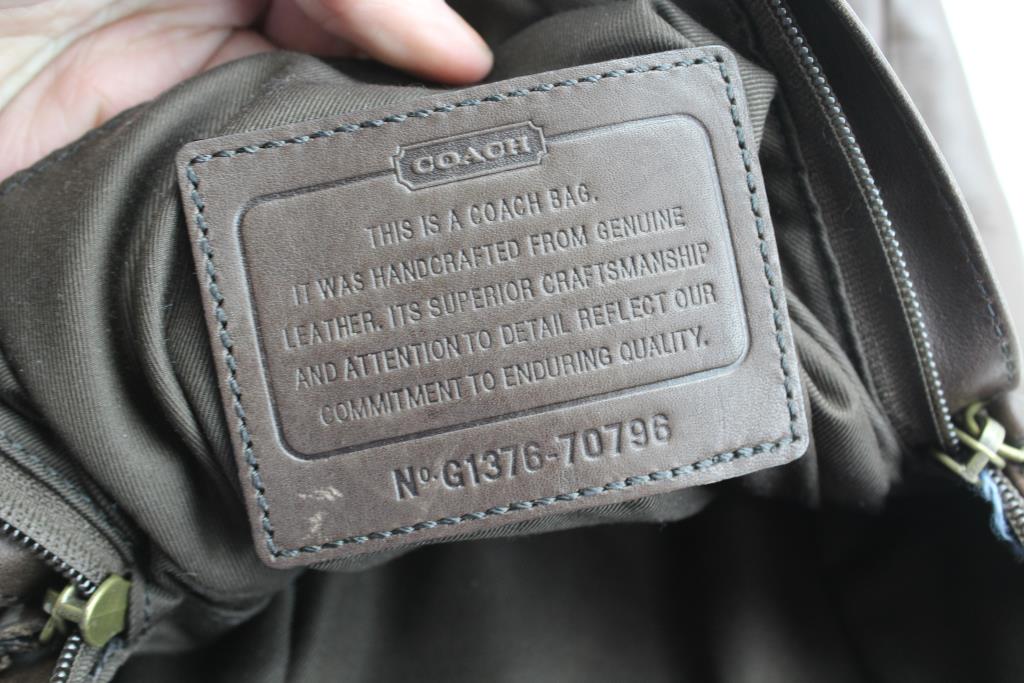 COACH
THIS IS A COACH BAG.
IT WAS HANDCRAFTED FROM GENUINE
LEATHER. ITS SUPERIOR CRAFTSMANSHIP
AND ATTENTION TO DETAIL REFLECT OUR
COMMITMENT TO ENDURING QUALITY.
Nº· G1376-70796